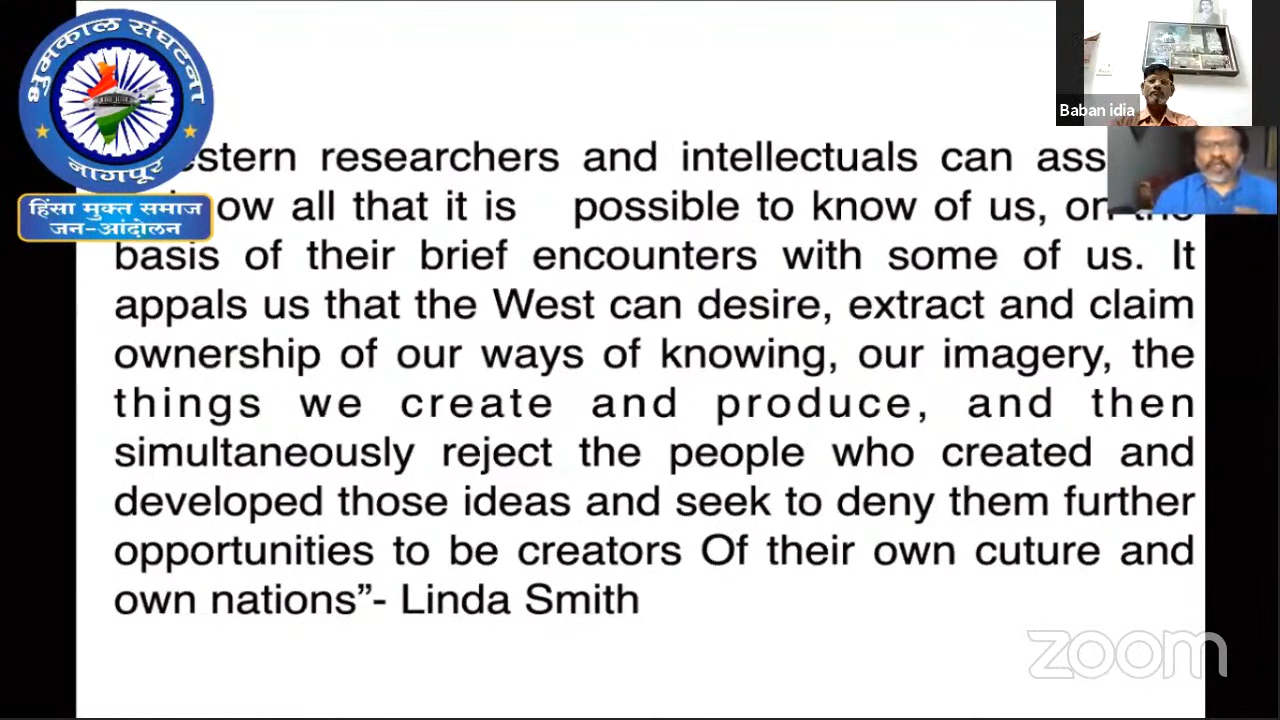 भुमकाल संघटना
नागपूर
हिंसा मुक्त समाज
जन-आंदोलन
Baban idia
estern researchers and intellectuals can ass
ow all that it is possible to know of us, on the
basis of their brief encounters with some of us. It
appals us that the West can desire, extract and claim
ownership of our ways of knowing, our imagery, the
things we create and produce, and then
simultaneously reject the people who created and
developed those ideas and seek to deny them further
opportunities to be creators Of their own cuture and
own nations”- Linda Smith
zoom